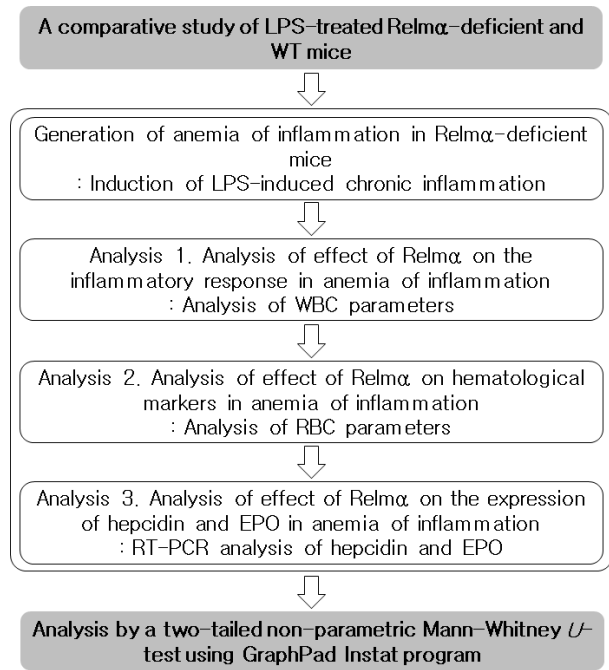 A comparative study of LPS-treated Relmα-deficient and
WT mice
Generation of anemia of inflammation in Relmα-deficient
mice
: Induction of LPS-induced chronic inflammation
Analysis 1. Analysis of effect of Relmα on the
inflammatory response in anemia of inflammation
: Analysis of WBC parameters
Analysis 2. Analysis of effect of Relmα on hematological
markers in anemia of inflammation
: Analysis of RBC parameters
Analysis 3. Analysis of effect of Relmα on the expression
of hepcidin and EPO in anemia of inflammation
: RT-PCR analysis of hepcidin and EPO
Analysis by a two-tailed non-parametric Mann-Whitney U-
test using GraphPad Instat program